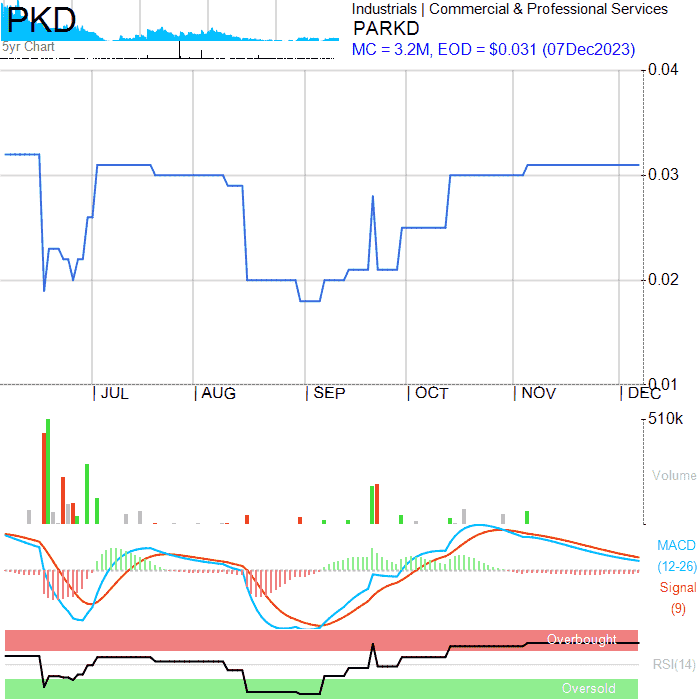 PKD
5yr Chart
Industrials | Commercial & Professional Services
PARKD
MC = 3.2M, EOD = $0.031 (07Dec2023)
0.04
0.03
0.02
0.01
| JUL | AUG | SEP | OCT | NOV | DEC
510k
Volume
MACD
(12-26)
Signal
(9)
Overbought
RSI(14)
Oversold